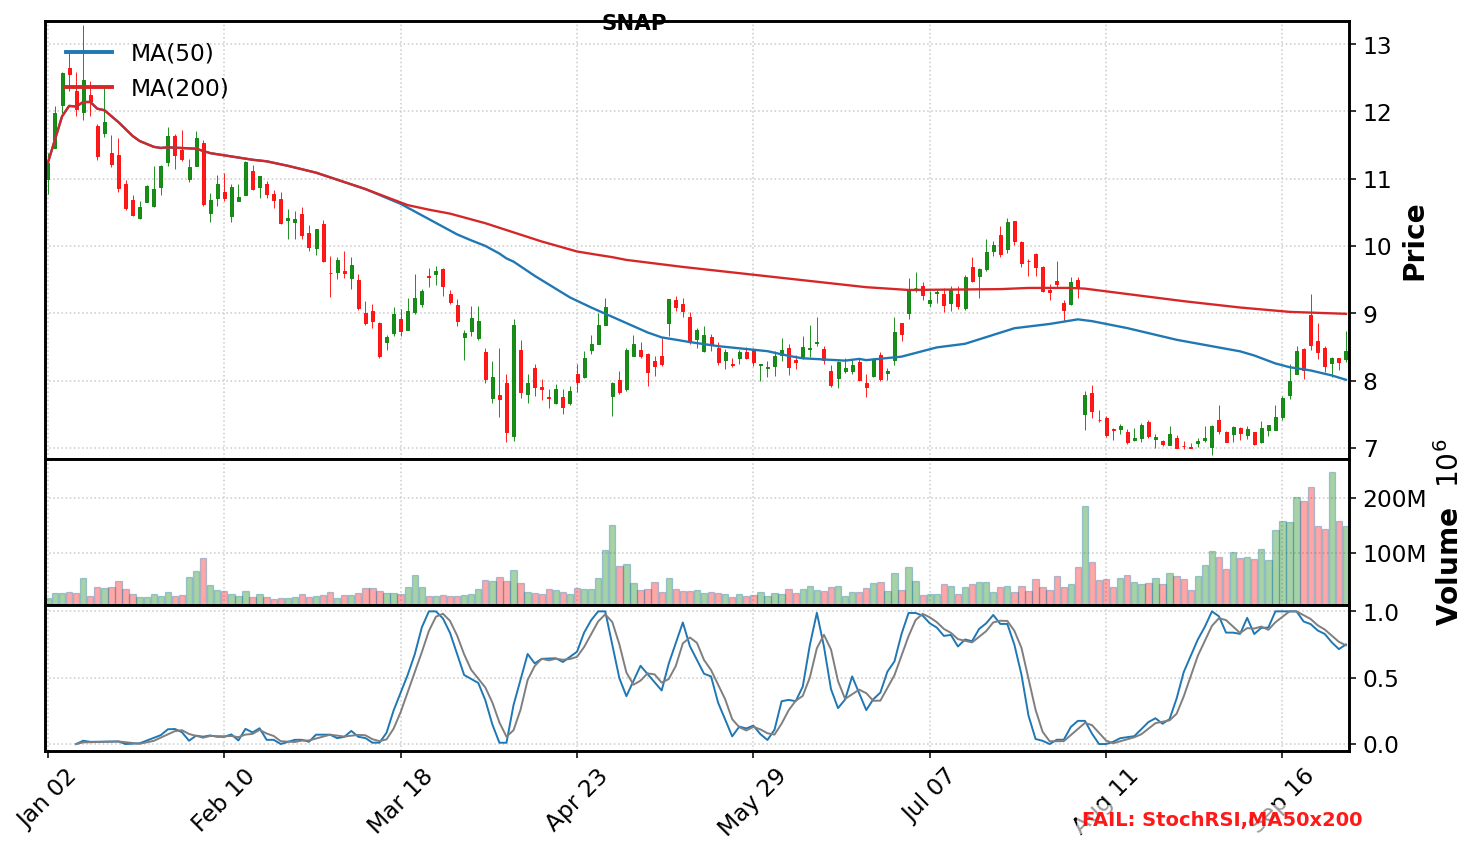 SNAP
MA(50)
MA(200)
13
12
11
10
9
8
7
Price
200M
100M
Volume 10⁶
1.0
0.5
0.0
Jan 02
Feb 10
Mar 18
Apr 23
May 29
Jul 07
Aug 11
Sep 16
FAIL: StochRSI,MA50x200